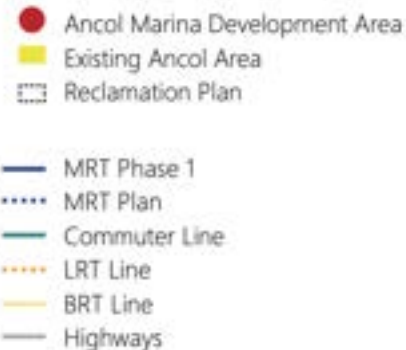 Ancol Marina Development Area
Existing Ancol Area
Reclamation Plan
MRT Phase 1
MRT Plan
Commuter Line
LRT Line
BRT Line
Highways